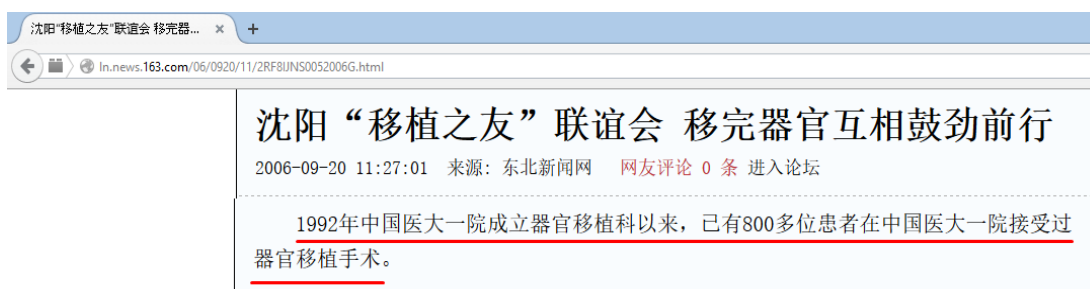 沈阳"移植之友"联谊会 移完器...
ln.news.163.com/06/0920/11/2RF8IJNS0052006G.html
沈阳“移植之友”联谊会 移完器官互相鼓劲前行
2006-09-20 11:27:01 来源: 东北新闻网 网友评论 0 条 进入论坛
1992年中国医大一院成立器官移植科以来，已有800多位患者在中国医大一院接受过
器官移植手术。